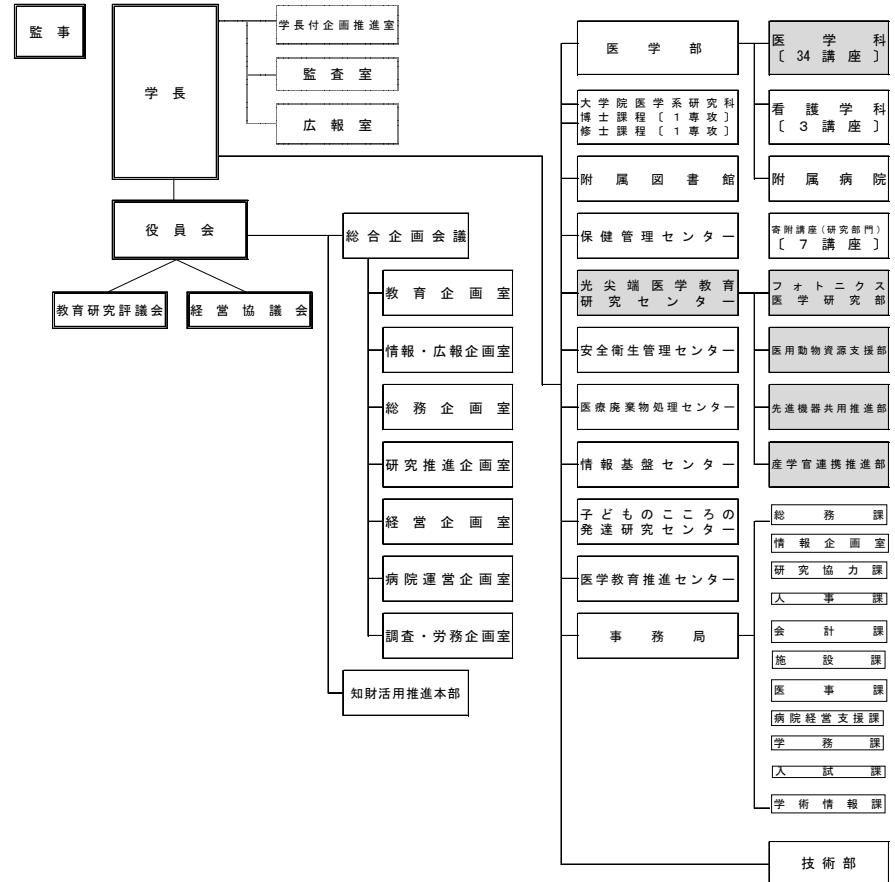 監事
学長
学長付企画推進室
監査室
広報室
役員会
教育研究評議会
経営協議会
総合企画会議
教育企画室
情報・広報企画室
総務企画室
研究推進企画室
経営企画室
病院運営企画室
調査・労務企画室
知財活用推進本部
医学部
大学院医学系研究科
博士課程〔1専攻〕
修士課程〔1専攻〕
附属図書館
保健管理センター
光尖端医学教育
研究センター
安全衛生管理センター
医療廃棄物処理センター
情報基盤センター
子どものこころの
発達研究センター
医学教育推進センター
事務局
医学科
〔34講座〕
看護学科
〔3講座〕
附属病院
寄附講座(研究部門)
〔7講座〕
フォトニクス
医学研究部
医用動物資源支援部
先進機器共用推進部
産学官連携推進部
総務課
情報企画室
研究協力課
人事課
会計課
施設課
医事課
病院経営支援課
学務課
入試課
学術情報課
技術部